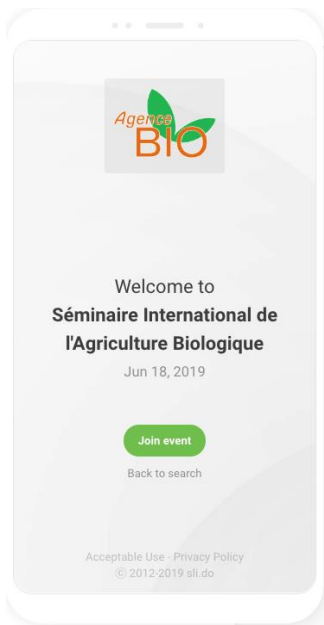 Agence
BIO
Welcome to
Séminaire International de
l'Agriculture Biologique
Jun 18, 2019
Join event
Back to search
Acceptable Use - Privacy Policy
© 2012-2019 sli.do